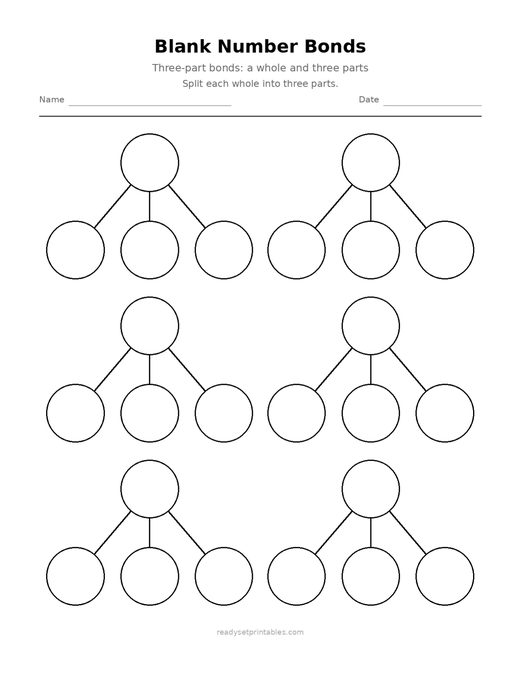 Blank Number Bonds
Three-part bonds: a whole and three parts
Split each whole into three parts.
Name Date
readysetprintables.com